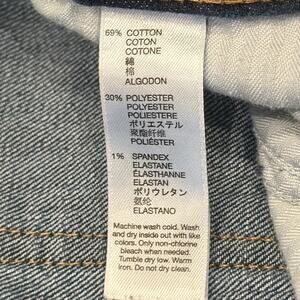 69% COTTON
COTON
COTONE
綿
棉
ALGODON
30% POLYESTER
POLYESTER
POLIESTERE
ポリエステル
聚酯纤维
POLIÉSTER
1% SPANDEX
ELASTANE
ÉLASTHANNE
ELASTAN
ポリウレタン
氨纶
ELASTANO
Machine wash cold. Wash
and dry inside out with like
colors. Only non-chlorine
bleach when needed.
Tumble dry low. Warm
iron. Do not dry clean.